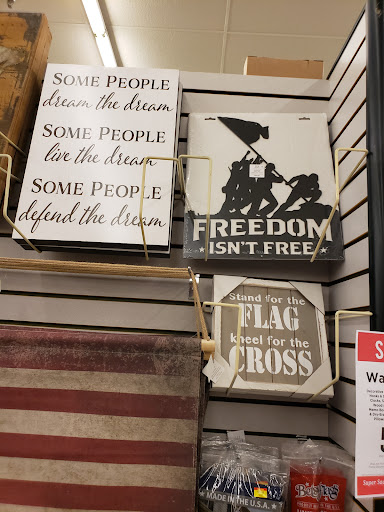 SOME PEOPLE
dream the dream
SOME PEOPLE
live the dream
SOME PEOPLE
defend the dream
FREEDOM
ISN'T FREE
Stand for the
FLAG
kneel for the
CROSS
MADE IN THE U.S.A.